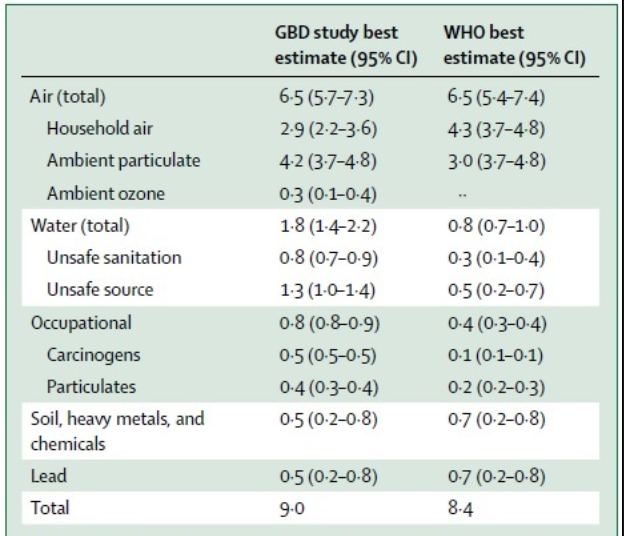 GBD study best WHO best
estimate (95% CI) estimate (95% CI)
Air (total) 6·5 (5·7–7·3) 6·5 (5·4–7·4)
Household air 2·9 (2·2–3·6) 4·3 (3·7–4·8)
Ambient particulate 4·2 (3·7–4·8) 3·0 (3·7–4·8)
Ambient ozone 0·3 (0·1–0·4) ··
Water (total) 1·8 (1·4–2·2) 0·8 (0·7–1·0)
Unsafe sanitation 0·8 (0·7–0·9) 0·3 (0·1–0·4)
Unsafe source 1·3 (1·0–1·4) 0·5 (0·2–0·7)
Occupational 0·8 (0·8–0·9) 0·4 (0·3–0·4)
Carcinogens 0·5 (0·5–0·5) 0·1 (0·1–0·1)
Particulates 0·4 (0·3–0·4) 0·2 (0·2–0·3)
Soil, heavy metals, and 0·5 (0·2–0·8) 0·7 (0·2–0·8)
chemicals
Lead 0·5 (0·2–0·8) 0·7 (0·2–0·8)
Total 9·0 8·4